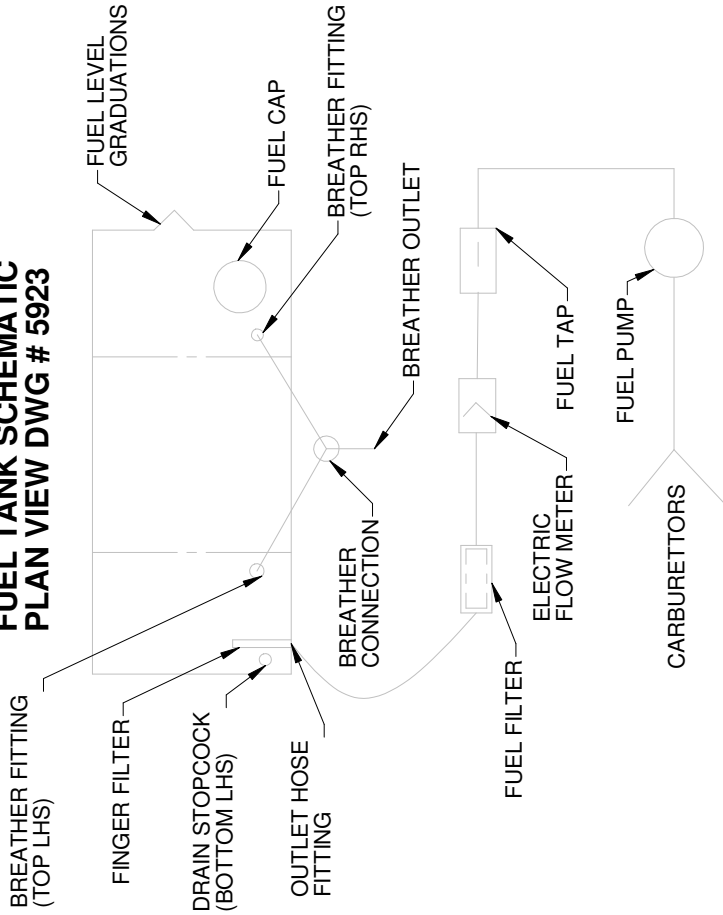 FUEL TANK SCHEMATIC
PLAN VIEW DWG # 5923
BREATHER FITTING
(TOP LHS)
FINGER FILTER
DRAIN STOPCOCK
(BOTTOM LHS)
OUTLET HOSE
FITTING
FUEL LEVEL
GRADUATIONS
FUEL CAP
BREATHER FITTING
(TOP RHS)
BREATHER OUTLET
BREATHER
CONNECTION
FUEL FILTER
ELECTRIC
FLOW METER
FUEL TAP
FUEL PUMP
CARBURETTORS